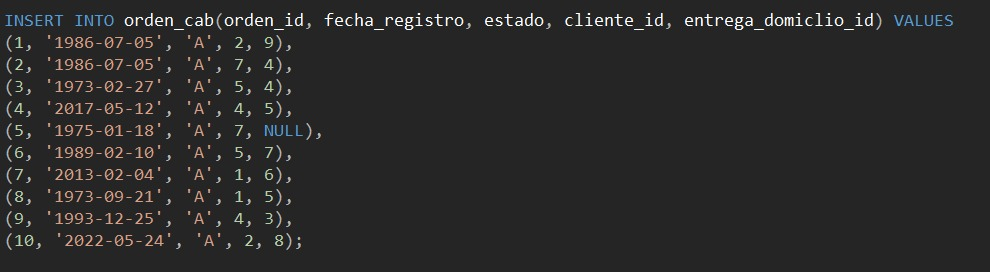 INSERT INTO orden_cab(orden_id, fecha_registro, estado, cliente_id, entrega_domiclio_id) VALUES
(1, '1986-07-05', 'A', 2, 9),
(2, '1986-07-05', 'A', 7, 4),
(3, '1973-02-27', 'A', 5, 4),
(4, '2017-05-12', 'A', 4, 5),
(5, '1975-01-18', 'A', 7, NULL),
(6, '1989-02-10', 'A', 5, 7),
(7, '2013-02-04', 'A', 1, 6),
(8, '1973-09-21', 'A', 1, 5),
(9, '1993-12-25', 'A', 4, 3),
(10, '2022-05-24', 'A', 2, 8);